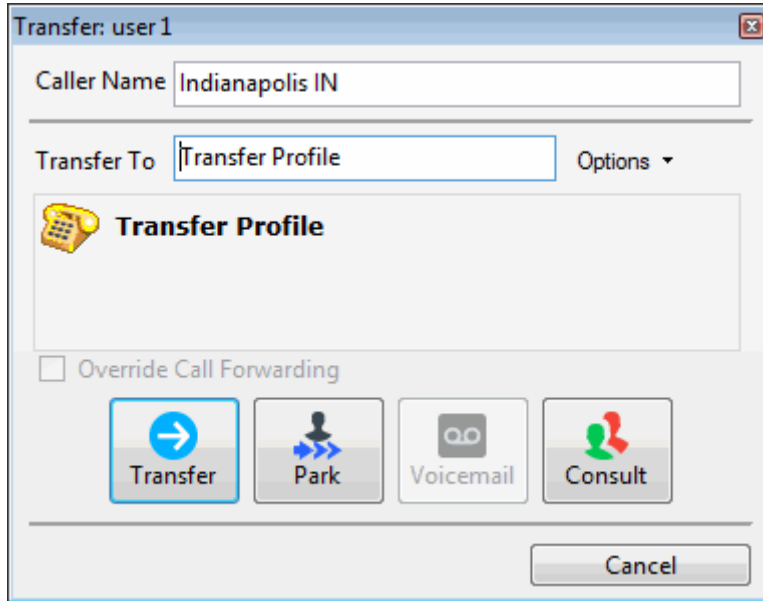 Transfer: user 1
Caller Name Indianapolis IN
Transfer To Transfer Profile Options
Transfer Profile
Override Call Forwarding
Transfer Park Voicemail Consult
Cancel